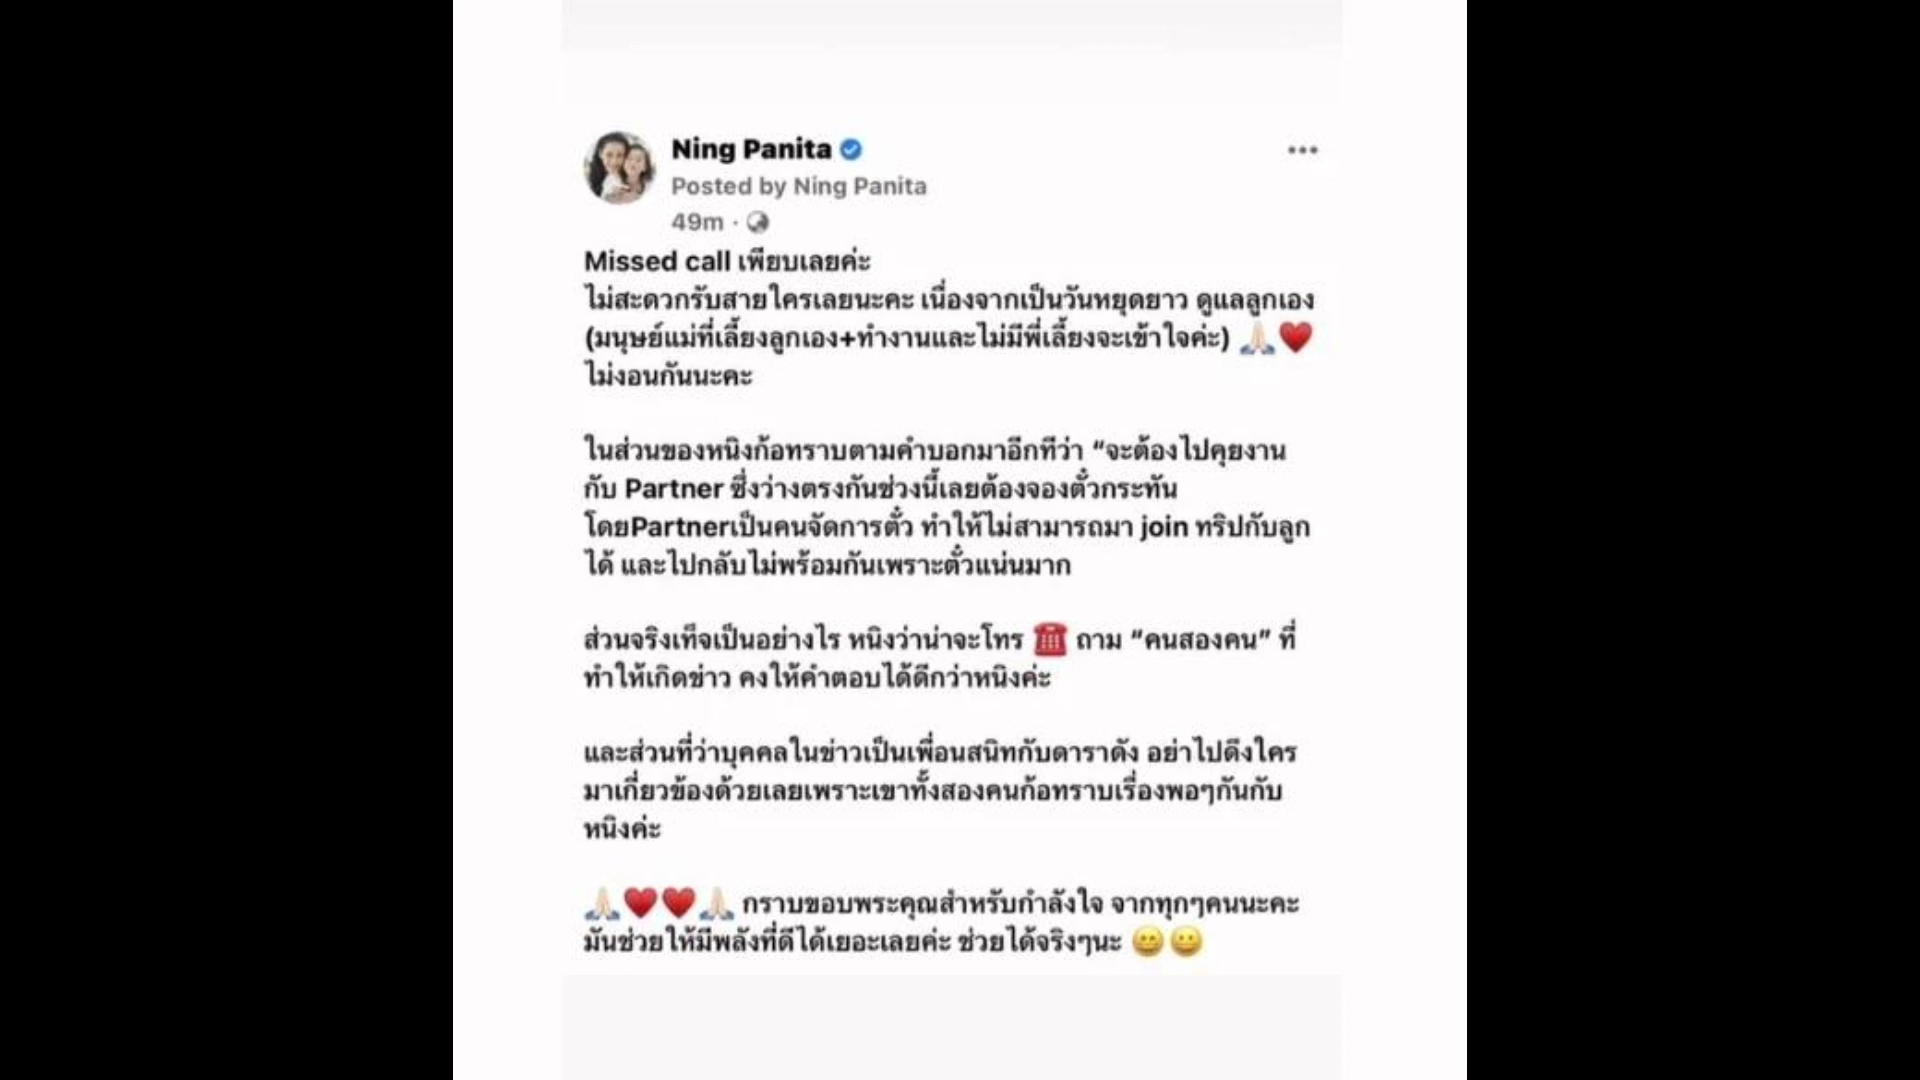 Ning Panita
Posted by Ning Panita
49m ·
Missed call เพียบเลยค่ะ
ไม่สะดวกรับสายใครเลยนะคะ เนื่องจากเป็นวันหยุดยาว ดูแลลูกเอง
(มนุษย์แม่ที่เลี้ยงลูกเอง+ทำงานและไม่มีพี่เลี้ยงจะเข้าใจค่ะ) 🙏🏻❤️
ไม่งอนกันนะคะ
ในส่วนของหนิงก้อทราบตามคำบอกมาอีกทีว่า “จะต้องไปคุยงาน
กับ Partner ซึ่งว่างตรงกันช่วงนี้เลยต้องจองตั๋วกระทัน
โดยPartnerเป็นคนจัดการตั๋ว ทำให้ไม่สามารถมา join ทริปกับลูก
ได้ และไปกลับไม่พร้อมกันเพราะตั๋วแน่นมาก
ส่วนจริงเท็จเป็นอย่างไร หนิงว่าน่าจะโทร ☎️ ถาม “คนสองคน” ที่
ทำให้เกิดข่าว คงให้คำตอบได้ดีกว่าหนิงค่ะ
และส่วนที่ว่าบุคคลในข่าวเป็นเพื่อนสนิทกับดาราดัง อย่าไปดึงใคร
มาเกี่ยวข้องด้วยเลยเพราะเขาทั้งสองคนก้อทราบเรื่องพอๆกันกับ
หนิงค่ะ
🙏🏻❤️❤️🙏🏻 กราบขอบพระคุณสำหรับกำลังใจ จากทุกๆคนนะคะ
มันช่วยให้มีพลังที่ดีได้เยอะเลยค่ะ ช่วยได้จริงๆนะ 😀😀